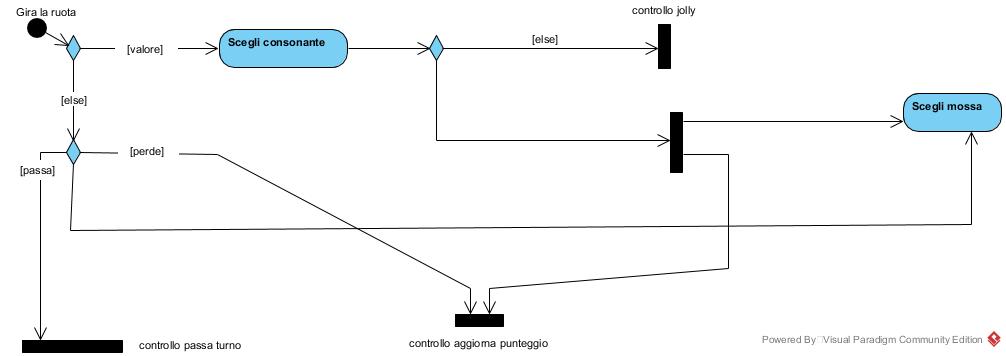 controllo jolly
Gira la ruota
[valore]
Scegli consonante
[else]
[else]
Scegli mossa
[perde]
[passa]
controllo passa turno
controllo aggiorna punteggio
Powered By Visual Paradigm Community Edition